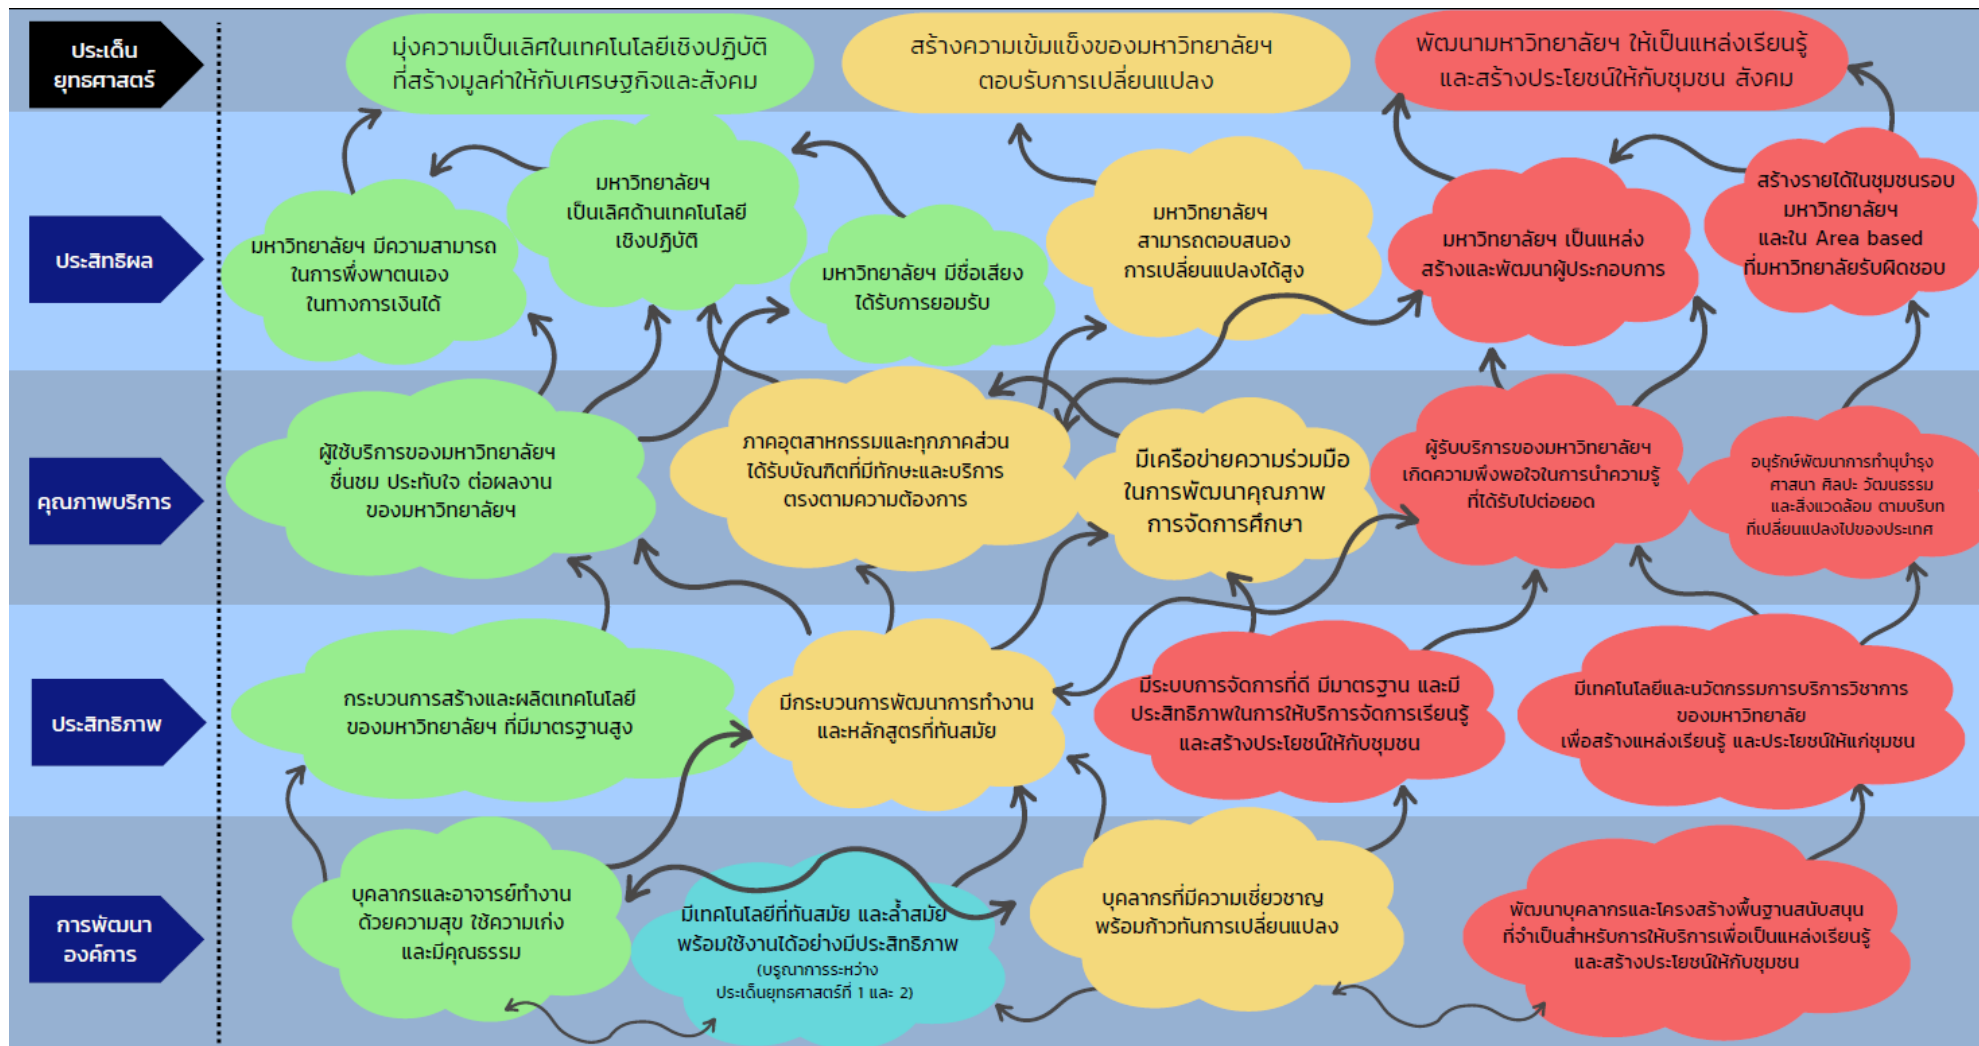 ประเด็น
ยุทธศาสตร์
มุ่งความเป็นเลิศในเทคโนโลยีเชิงปฏิบัติ
ที่สร้างมูลค่าให้กับเศรษฐกิจและสังคม
สร้างความเข้มแข็งของมหาวิทยาลัยฯ
ตอบรับการเปลี่ยนแปลง
พัฒนามหาวิทยาลัยฯ ให้เป็นแหล่งเรียนรู้
และสร้างประโยชน์ให้กับชุมชน สังคม
ประสิทธิผล
มหาวิทยาลัยฯ มีความสามารถ
ในการพึ่งพาตนเอง
ในทางการเงินได้
มหาวิทยาลัยฯ
เป็นเลิศด้านเทคโนโลยี
เชิงปฏิบัติ
มหาวิทยาลัยฯ มีชื่อเสียง
ได้รับการยอมรับ
มหาวิทยาลัยฯ
สามารถตอบสนอง
การเปลี่ยนแปลงได้สูง
มหาวิทยาลัยฯ เป็นแหล่ง
สร้างและพัฒนาผู้ประกอบการ
สร้างรายได้ในชุมชนรอบ
มหาวิทยาลัยฯ
และใน Area based
ที่มหาวิทยาลัยรับผิดชอบ
คุณภาพบริการ
ผู้ใช้บริการของมหาวิทยาลัยฯ
ชื่นชม ประทับใจ ต่อผลงาน
ของมหาวิทยาลัยฯ
ภาคอุตสาหกรรมและทุกภาคส่วน
ได้รับบัณฑิตที่มีทักษะและบริการ
ตรงตามความต้องการ
มีเครือข่ายความร่วมมือ
ในการพัฒนาคุณภาพ
การจัดการศึกษา
ผู้รับบริการของมหาวิทยาลัยฯ
เกิดความพึงพอใจในการนำความรู้
ที่ได้รับไปต่อยอด
อนุรักษ์พัฒนาการทำนุบำรุง
ศาสนา ศิลปะ วัฒนธรรม
และสิ่งแวดล้อม ตามบริบท
ที่เปลี่ยนแปลงไปของประเทศ
ประสิทธิภาพ
กระบวนการสร้างและผลิตเทคโนโลยี
ของมหาวิทยาลัยฯ ที่มีมาตรฐานสูง
มีกระบวนการพัฒนาการทำงาน
และหลักสูตรที่ทันสมัย
มีระบบการจัดการที่ดี มีมาตรฐาน และมี
ประสิทธิภาพในการให้บริการจัดการเรียนรู้
และสร้างประโยชน์ให้กับชุมชน
มีเทคโนโลยีและนวัตกรรมการบริการวิชาการ
ของมหาวิทยาลัย
เพื่อสร้างแหล่งเรียนรู้ และประโยชน์ให้แก่ชุมชน
การพัฒนา
องค์การ
บุคลากรและอาจารย์ทำงาน
ด้วยความสุข ใช้ความเก่ง
และมีคุณธรรม
มีเทคโนโลยีที่ทันสมัย และล้ำสมัย
พร้อมใช้งานได้อย่างมีประสิทธิภาพ
(บรูณาการระหว่าง
ประเด็นยุทธศาสตร์ที่ 1 และ 2)
บุคลากรที่มีความเชี่ยวชาญ
พร้อมก้าวทันการเปลี่ยนแปลง
พัฒนาบุคลากรและโครงสร้างพื้นฐานสนับสนุน
ที่จำเป็นสำหรับการให้บริการเพื่อเป็นแหล่งเรียนรู้
และสร้างประโยชน์ให้กับชุมชน